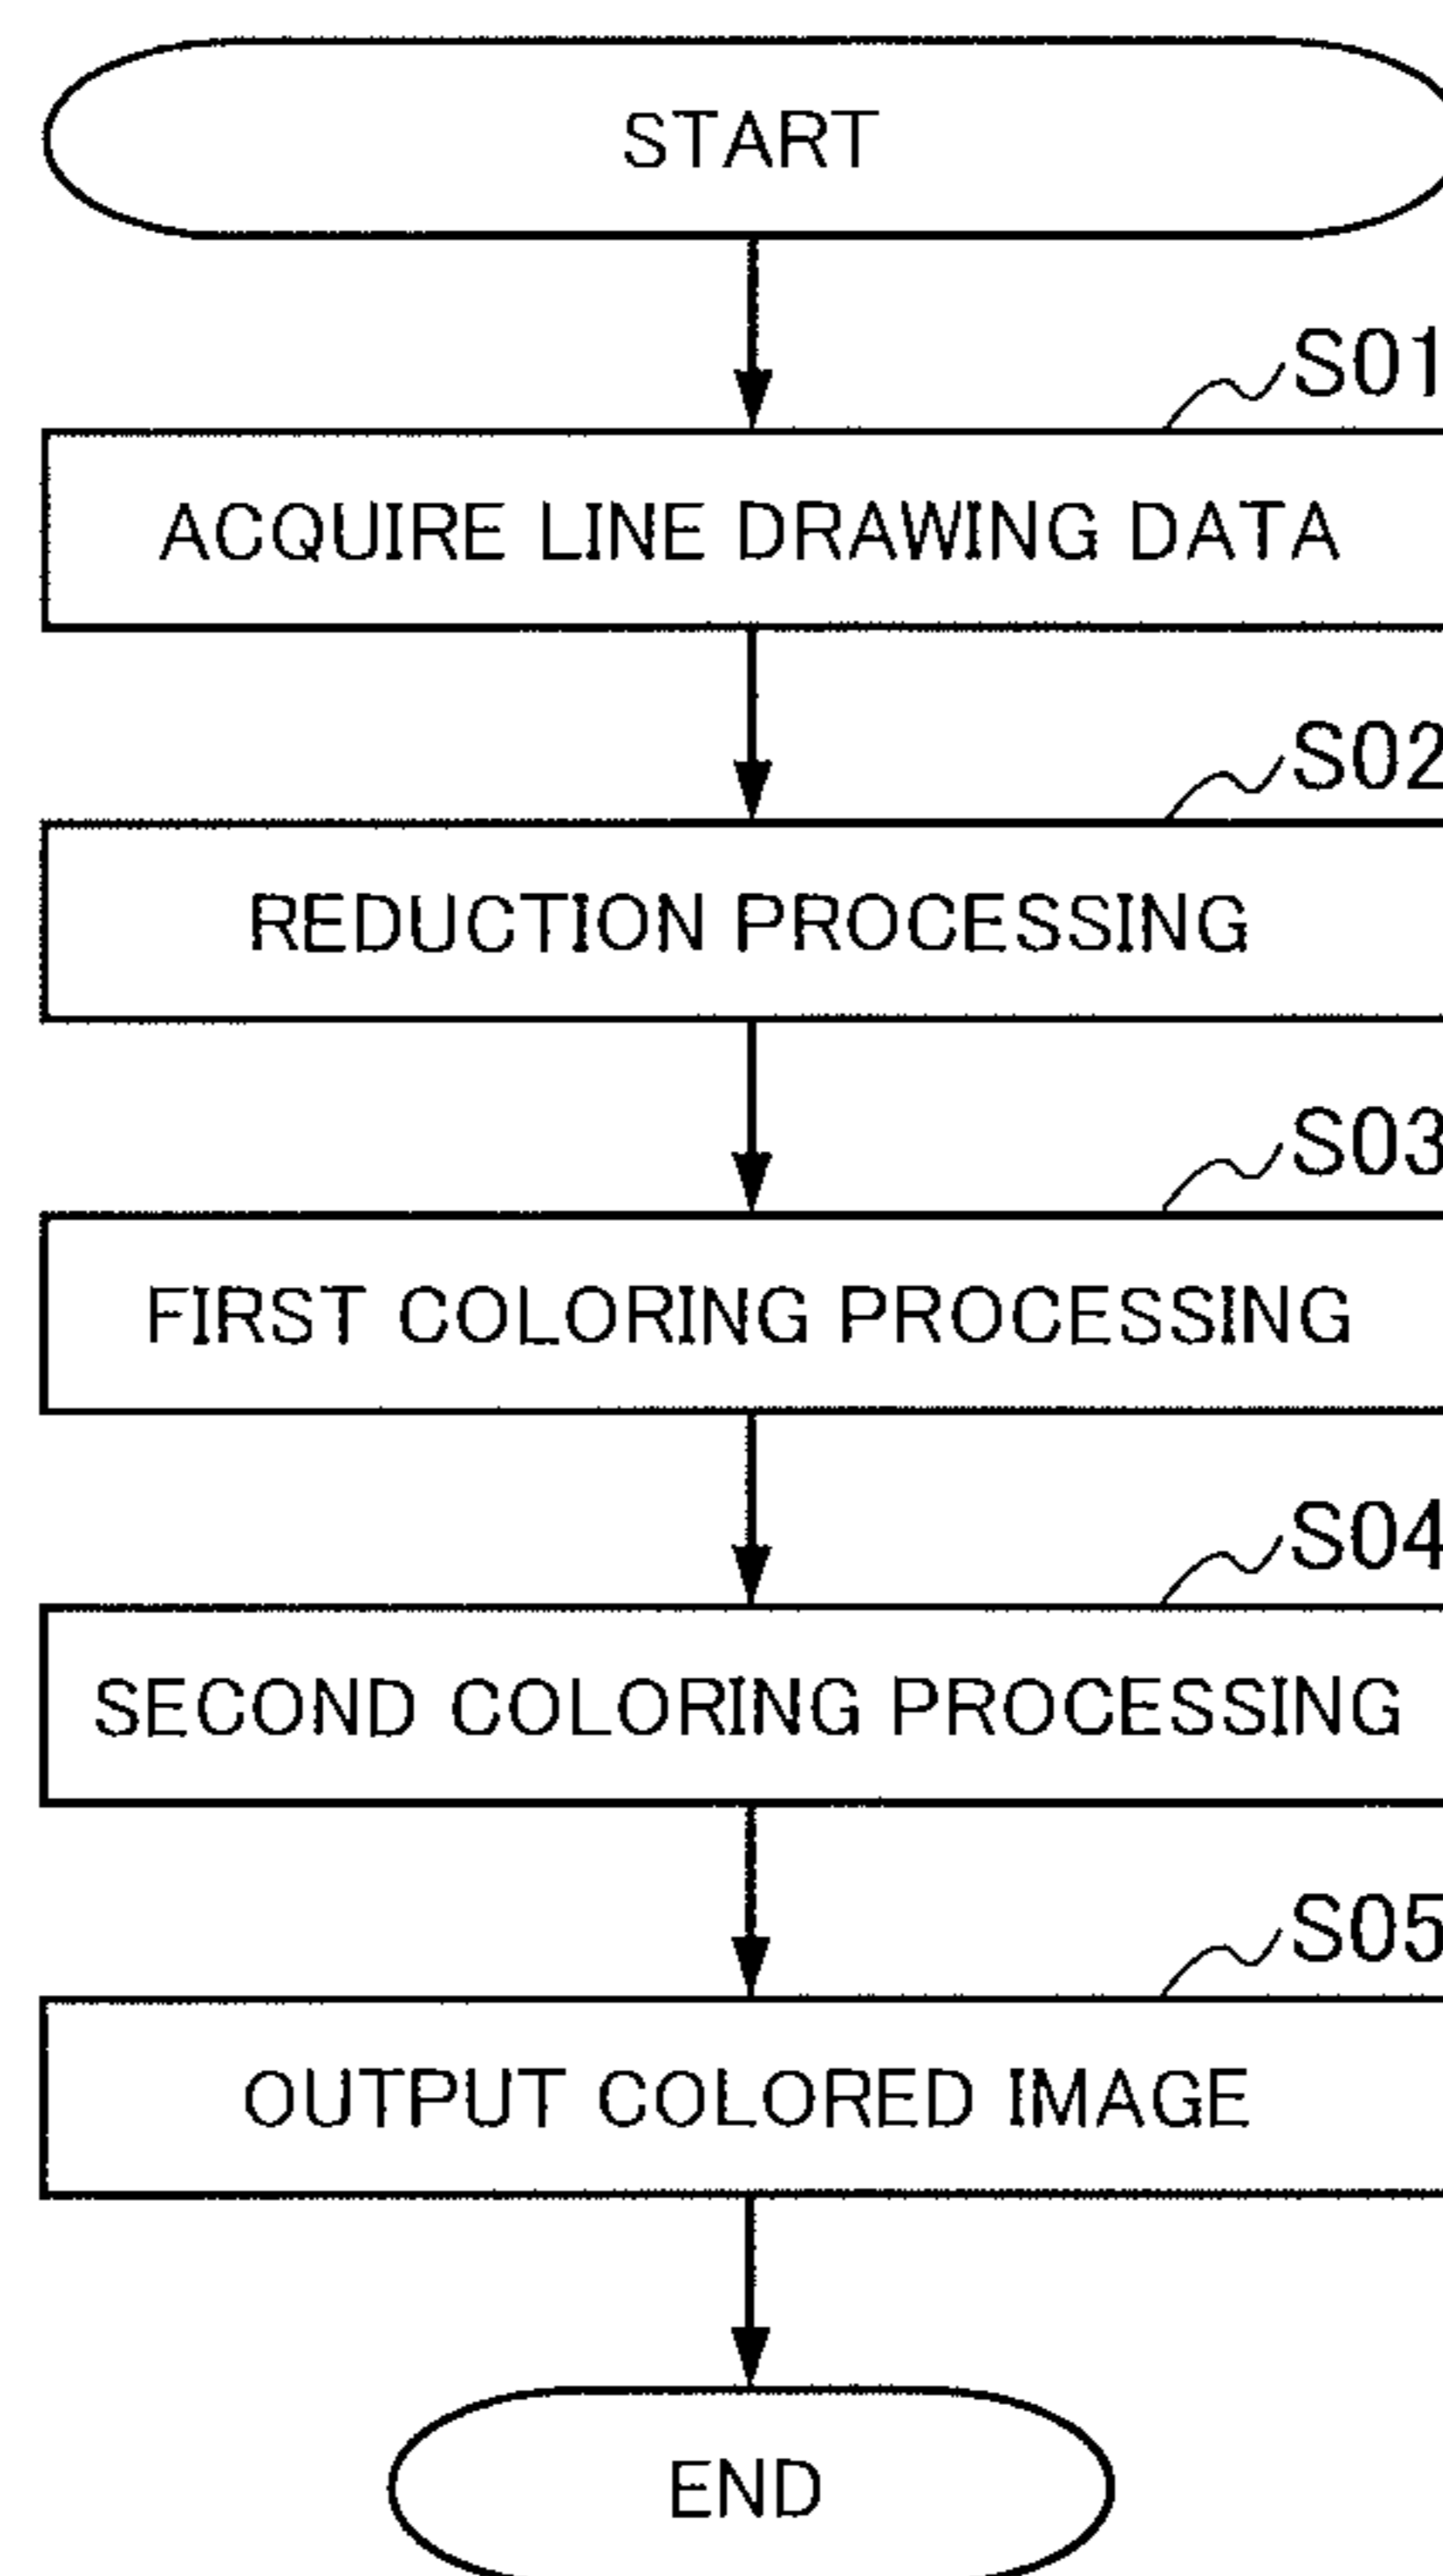 START
S01
ACQUIRE LINE DRAWING DATA
S02
REDUCTION PROCESSING
S03
FIRST COLORING PROCESSING
S04
SECOND COLORING PROCESSING
S05
OUTPUT COLORED IMAGE
END